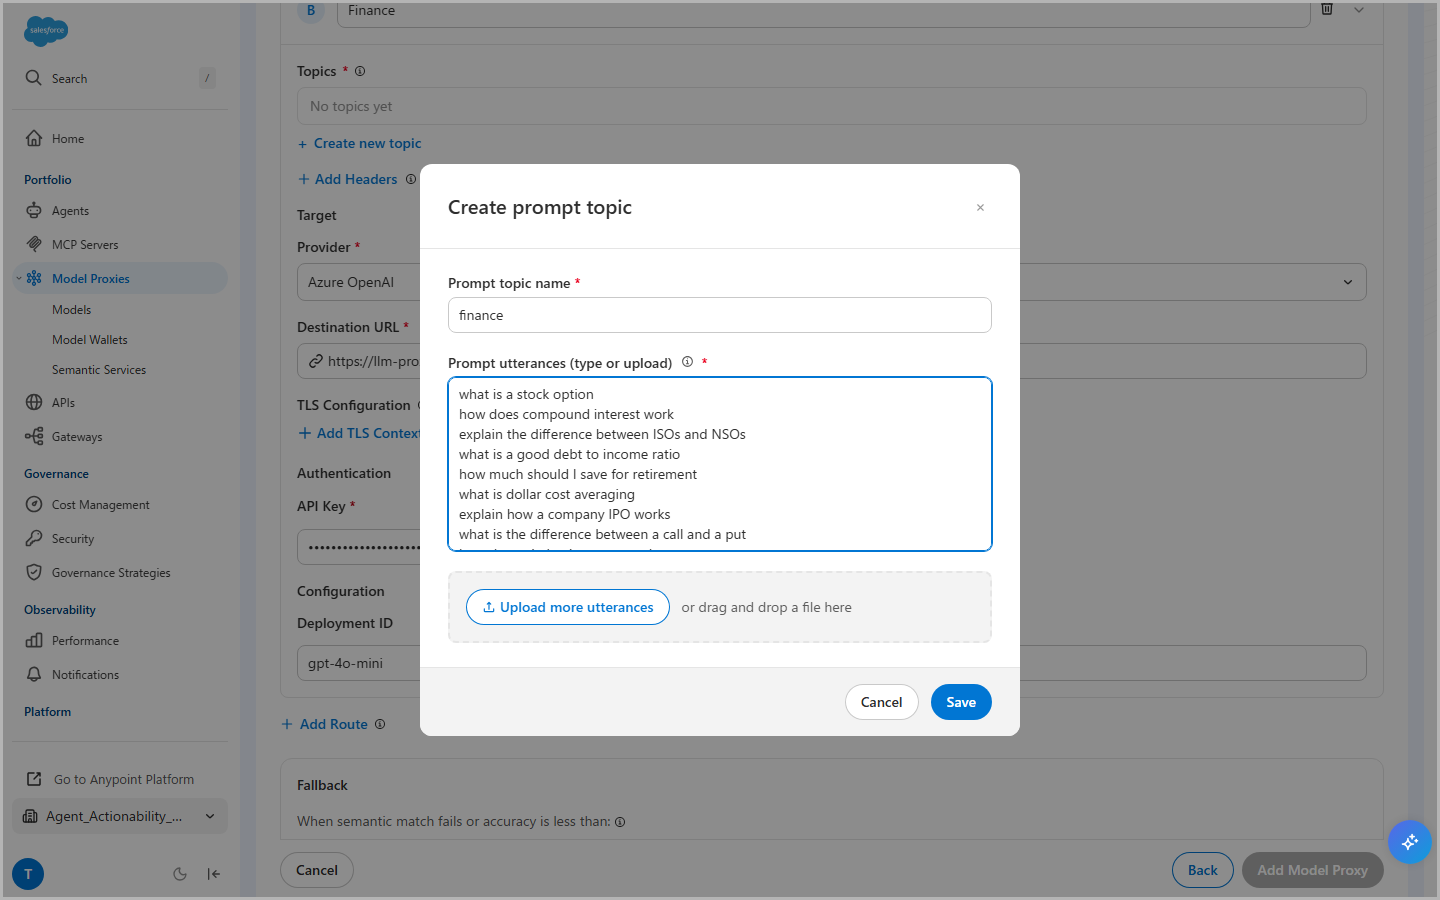 salesforce
Search
/
Home
Portfolio
Agents
MCP Servers
Model Proxies
Models
Model Wallets
Semantic Services
APIs
Gateways
Governance
Cost Management
Security
Governance Strategies
Observability
Performance
Notifications
Platform
Go to Anypoint Platform
Agent_Actionability_...
T
B
Finance
Topics *
No topics yet
+ Create new topic
+ Add Headers
Target
Provider *
Azure OpenAI
Destination URL *
https://llm-pro
TLS Configuration
+ Add TLS Context
Authentication
API Key *
••••••••••••••••••••
Configuration
Deployment ID
gpt-4o-mini
+ Add Route
Fallback
When semantic match fails or accuracy is less than:
Cancel
Back
Add Model Proxy
Create prompt topic
×
Prompt topic name *
finance
Prompt utterances (type or upload) *
what is a stock option
how does compound interest work
explain the difference between ISOs and NSOs
what is a good debt to income ratio
how much should I save for retirement
what is dollar cost averaging
explain how a company IPO works
what is the difference between a call and a put
Upload more utterances
or drag and drop a file here
Cancel
Save